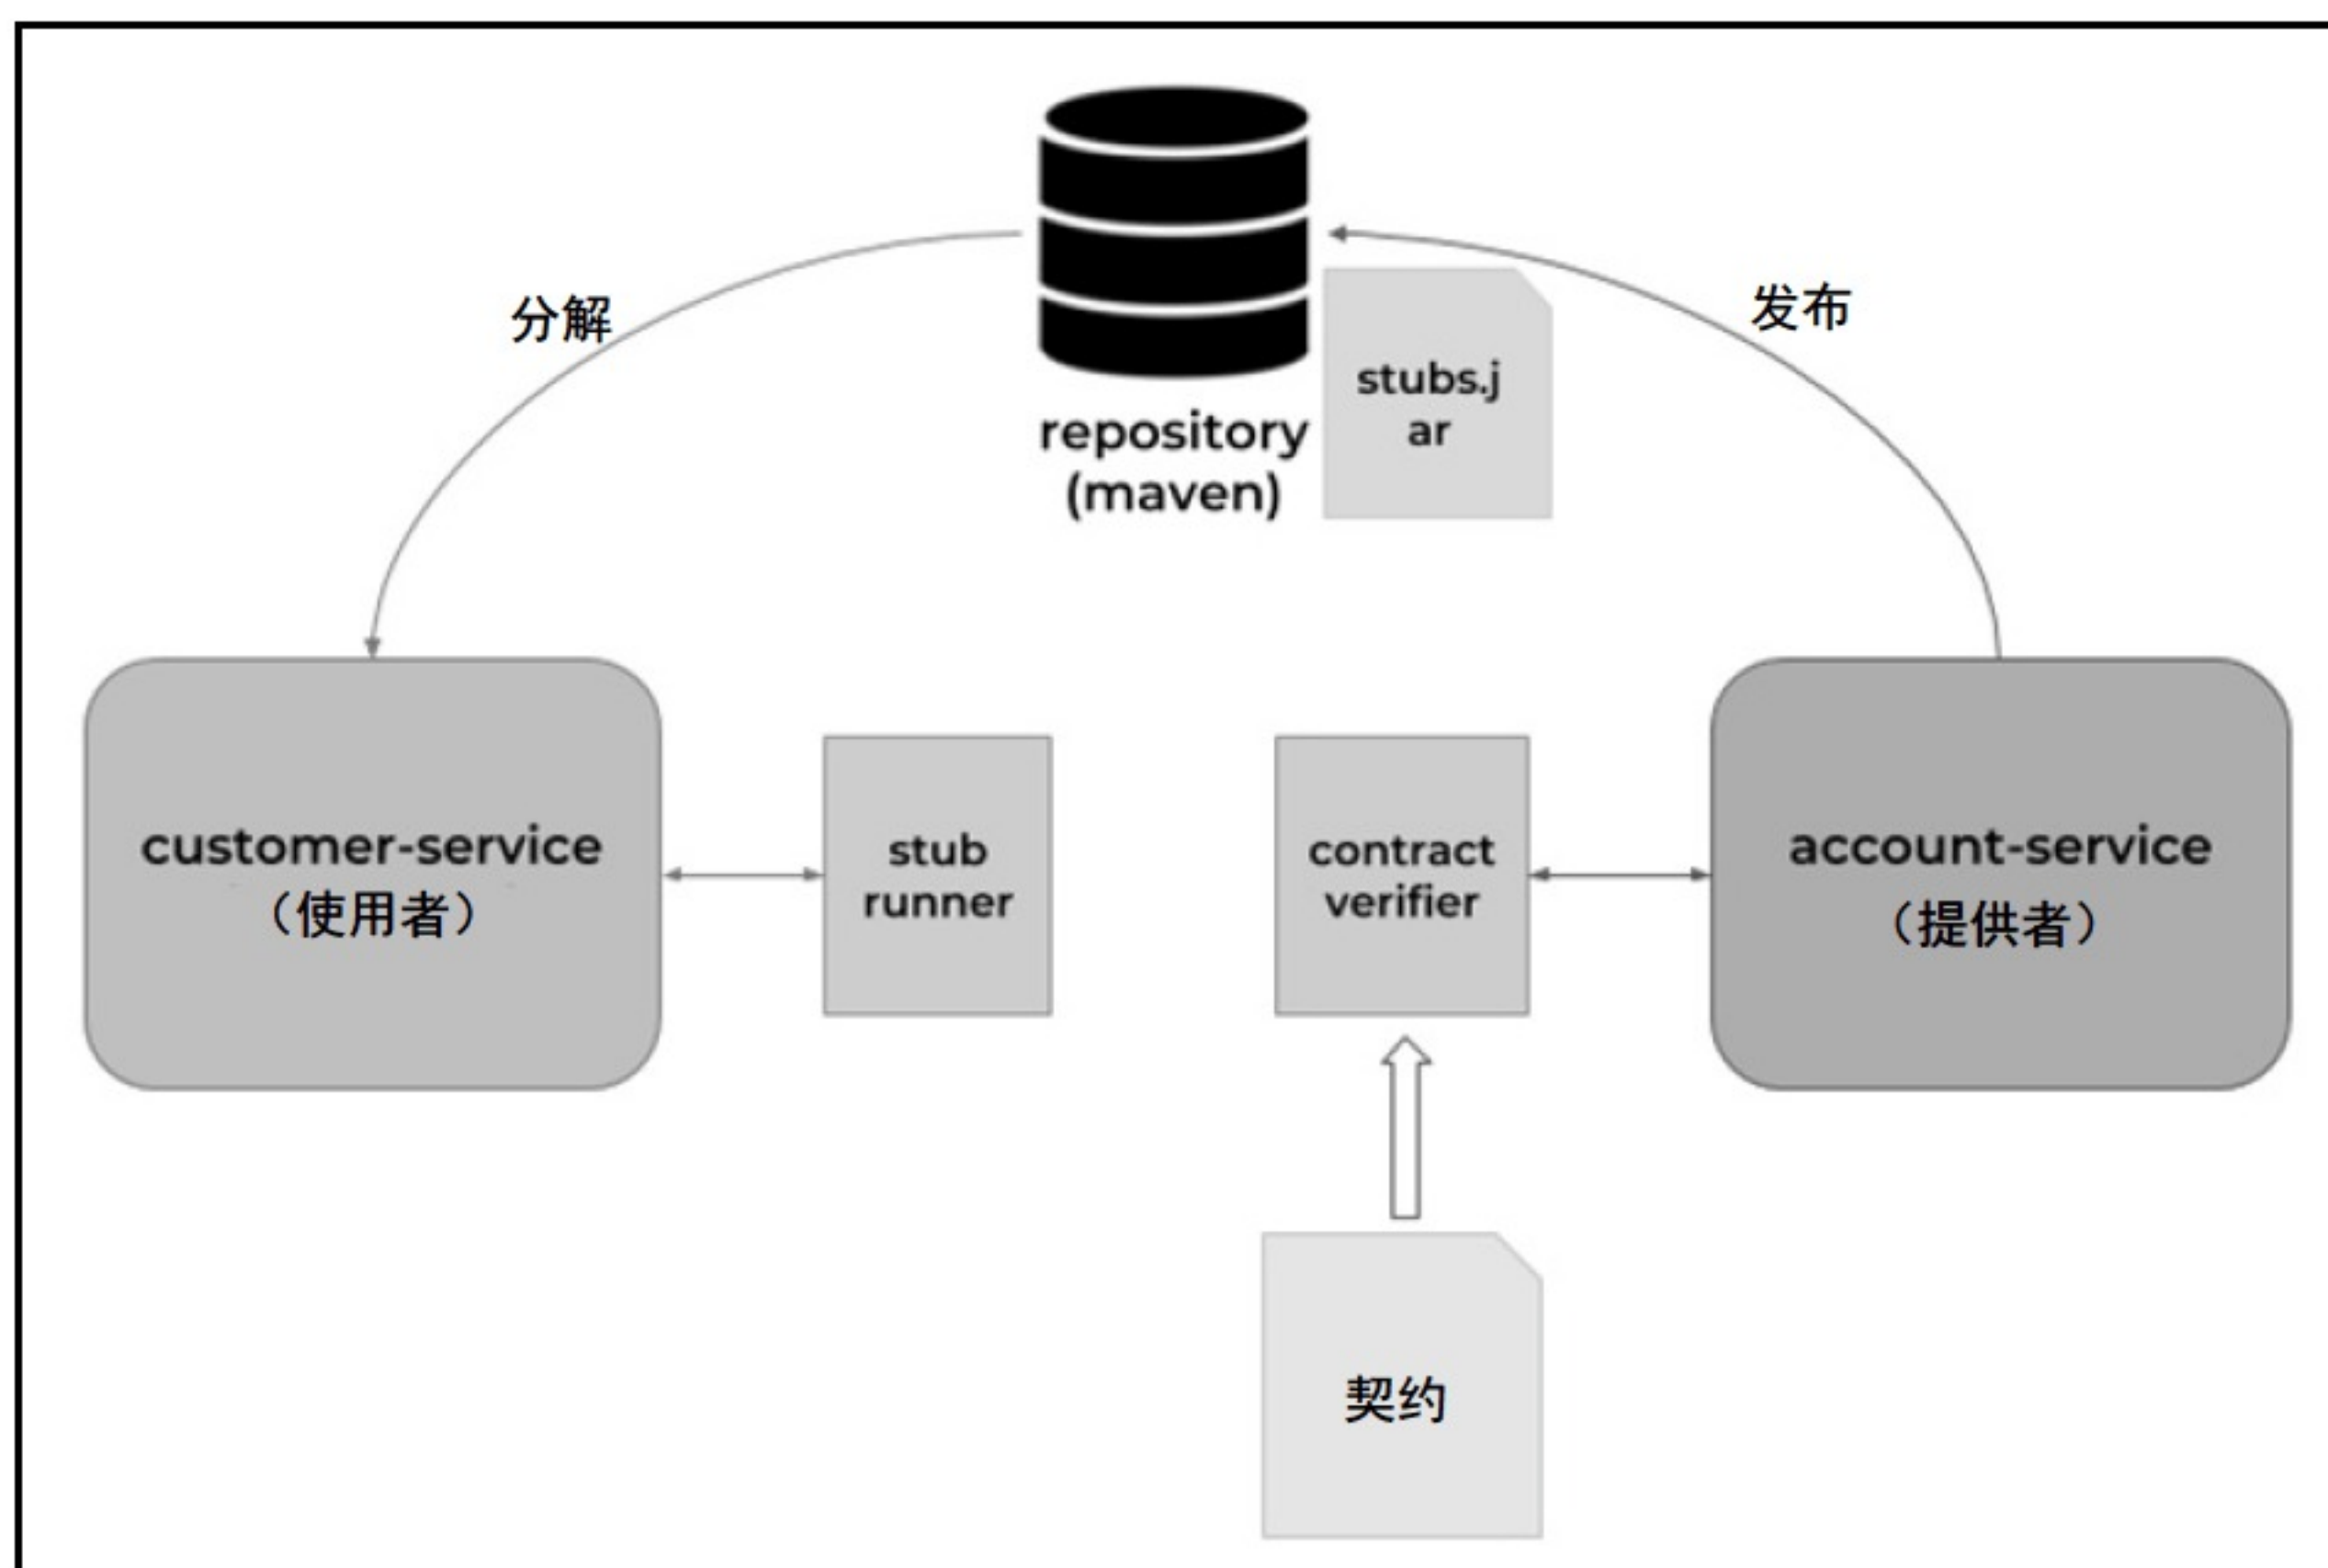 分解
发布
stubs.j
ar
repository
(maven)
customer-service
（使用者）
stub
runner
contract
verifier
account-service
（提供者）
契约